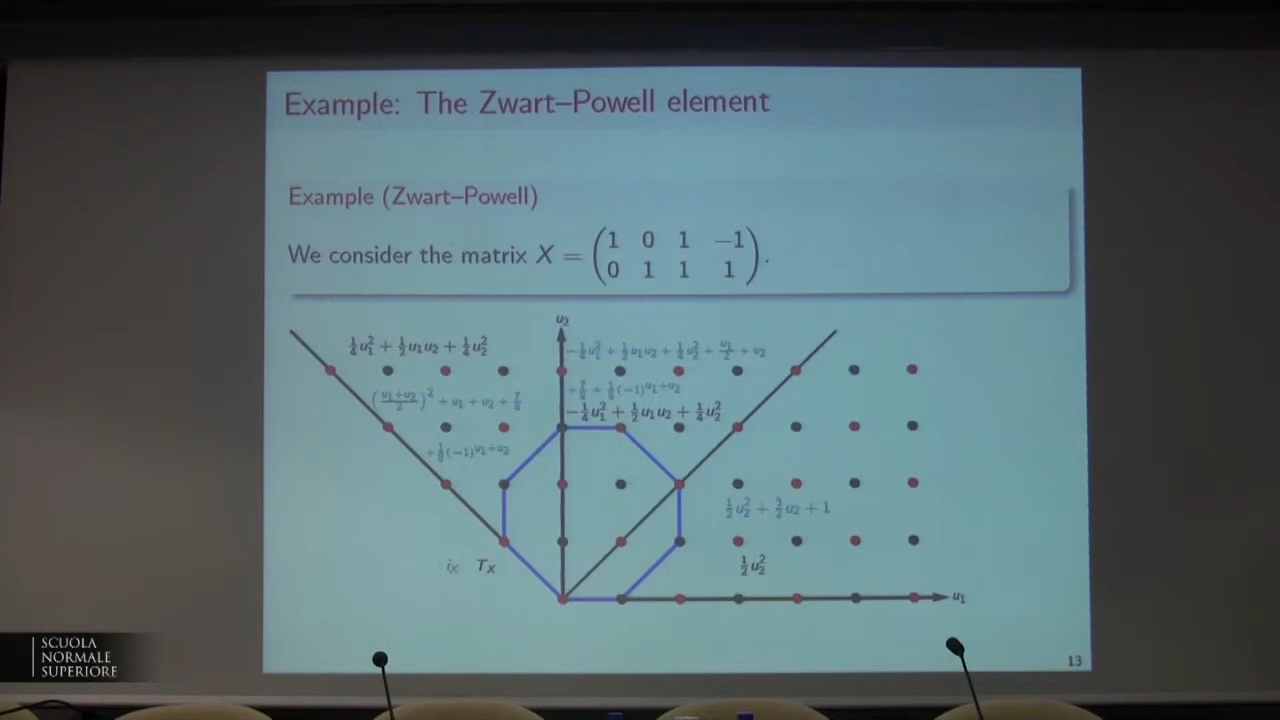 Example: The Zwart–Powell element
Example (Zwart–Powell)
We consider the matrix X = (1 0 1 −1
0 1 1 1).
u₂
¼u₁² + ½u₁u₂ + ¼u₂²
−¼u₁² + ½u₁u₂ + ¼u₂² + u₁/2 + u₂
+ 7/8 + 1/8(−1)^(u₁+u₂)
((u₁+u₂)/2)² + u₁ + u₂ + 7/8
+ 1/8(−1)^(u₁+u₂)
−¼u₁² + ½u₁u₂ + ¼u₂²
½u₂² + 3/2u₂ + 1
½u₂²
i_X T_X
u₁
13
SCUOLA
NORMALE
SUPERIORE